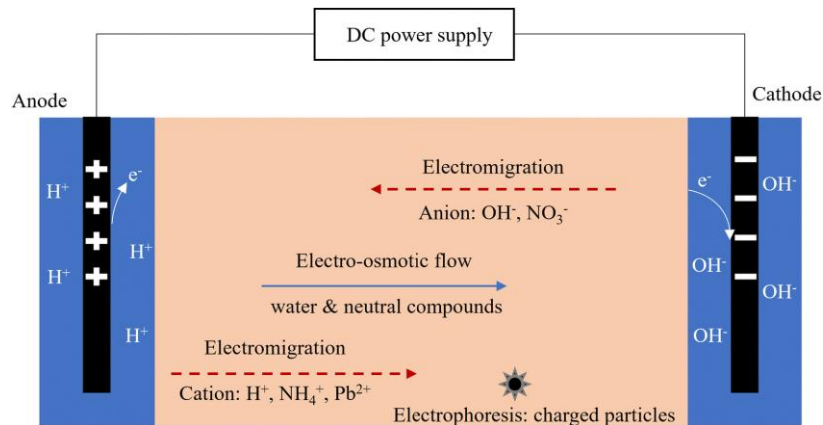 DC power supply
Anode
Cathode
H⁺
e⁻
H⁺
H⁺
H⁺
Electromigration
Anion: OH⁻, NO₃⁻
Electro-osmotic flow
water & neutral compounds
Electromigration
Cation: H⁺, NH₄⁺, Pb²⁺
Electrophoresis: charged particles
e⁻
OH⁻
OH⁻
OH⁻
OH⁻